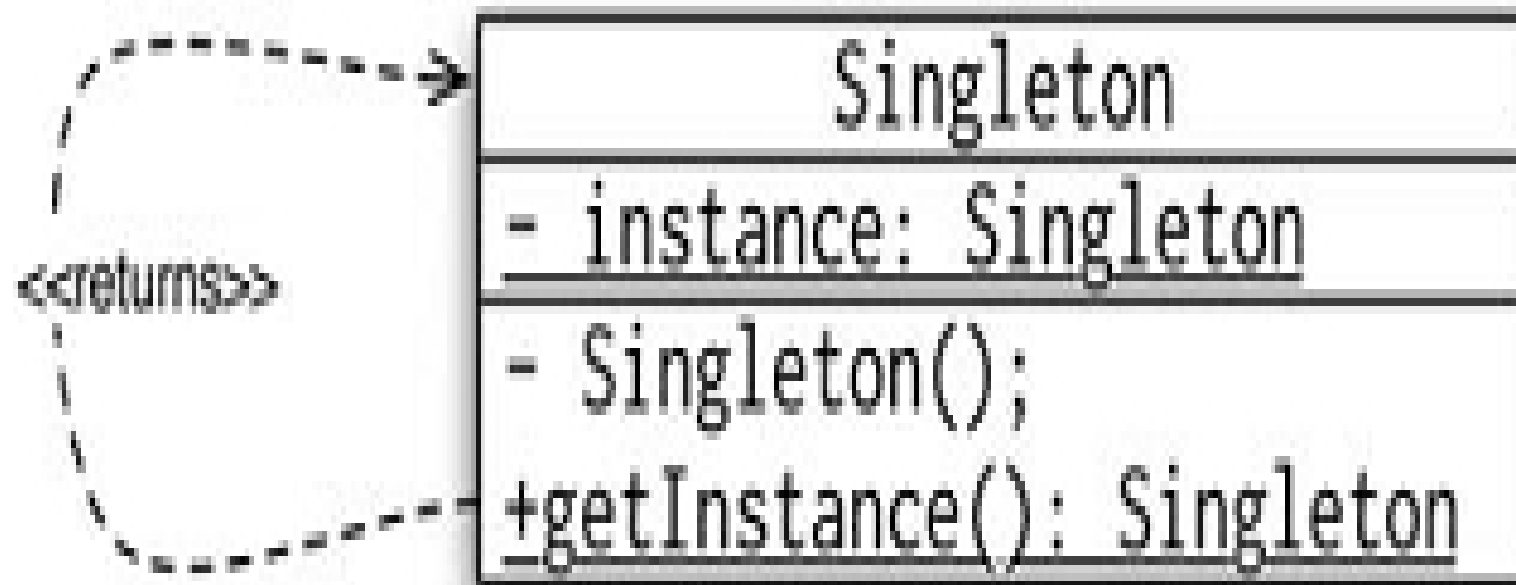 Singleton
- instance: Singleton
<<returns>>
- Singleton();
+getInstance(): Singleton